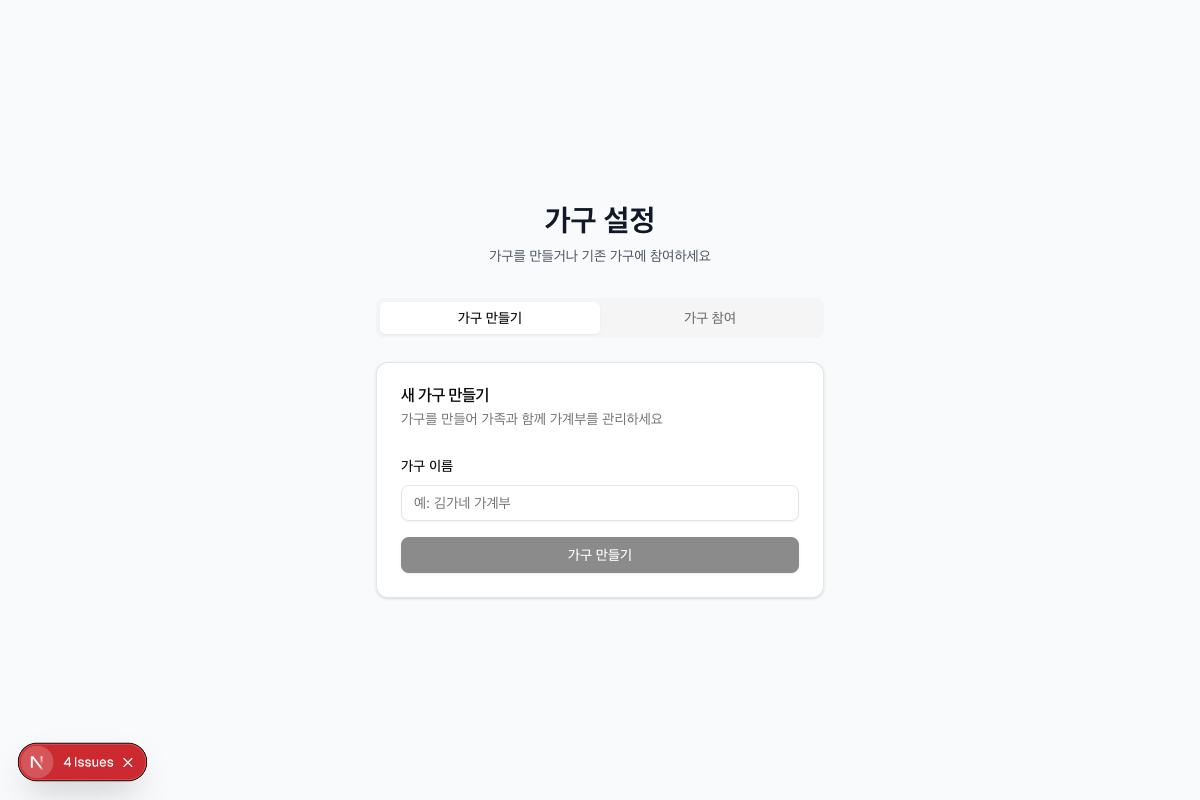 가구 설정
가구를 만들거나 기존 가구에 참여하세요
가구 만들기
가구 참여
새 가구 만들기
가구를 만들어 가족과 함께 가계부를 관리하세요
가구 이름
예: 김가네 가계부
가구 만들기
N 4 Issues